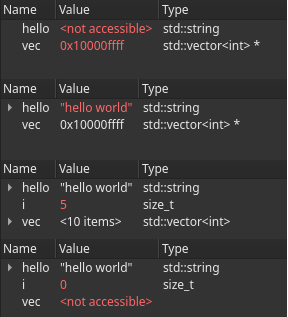 Name Value Type
hello <not accessible> std::string
vec 0x10000ffff std::vector<int> *
Name Value Type
hello "hello world" std::string
vec 0x10000ffff std::vector<int> *
Name Value Type
hello "hello world" std::string
i 5 size_t
vec <10 items> std::vector<int>
Name Value Type
hello "hello world" std::string
i 0 size_t
vec <not accessible>